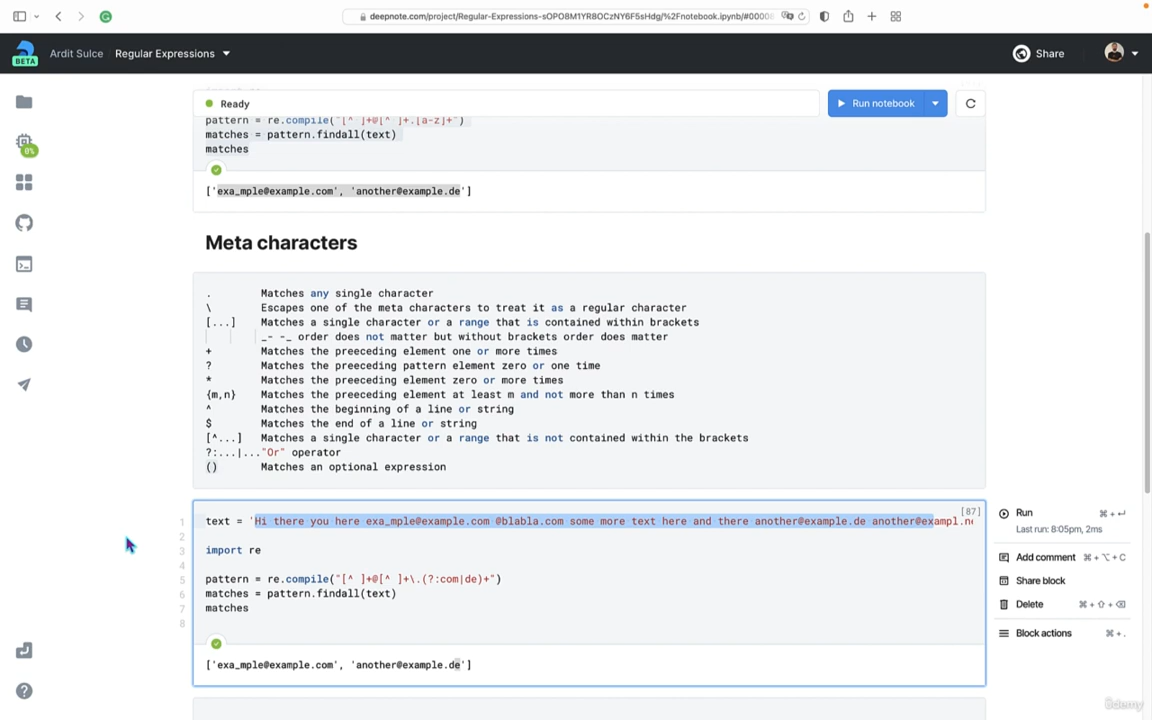 deepnote.com/project/Regular-Expressions-sOPO8M1YR8OCzNY6F5sHdg/%2Fnotebook.ipynb/#00008
BETA
Ardit Sulce Regular Expressions
Share
Ready
Run notebook
0%
pattern = re.compile("[^ ]+@[^ ]+.[a-z]+")
matches = pattern.findall(text)
matches
['exa_mple@example.com', 'another@example.de']
Meta characters
. Matches any single character
\ Escapes one of the meta characters to treat it as a regular character
[...] Matches a single character or a range that is contained within brackets
_- -_ order does not matter but without brackets order does matter
+ Matches the preeceding element one or more times
? Matches the preeceding pattern element zero or one time
* Matches the preeceding element zero or more times
{m,n} Matches the preeceding element at least m and not more than n times
^ Matches the beginning of a line or string
$ Matches the end of a line or string
[^...] Matches a single character or a range that is not contained within the brackets
?:...|..."Or" operator
() Matches an optional expression
[87]
1 text = 'Hi there you here exa_mple@example.com @blabla.com some more text here and there another@example.de another@exampl.ne
2
3 import re
4
5 pattern = re.compile("[^ ]+@[^ ]+\.(?:com|de)+")
6 matches = pattern.findall(text)
7 matches
8
['exa_mple@example.com', 'another@example.de']
Run ⌘+↵
Last run: 8:05pm, 2ms
Add comment ⌘+⌥+C
Share block
Delete ⌘+⇧+⌫
Block actions ⌘+.
ûdemy